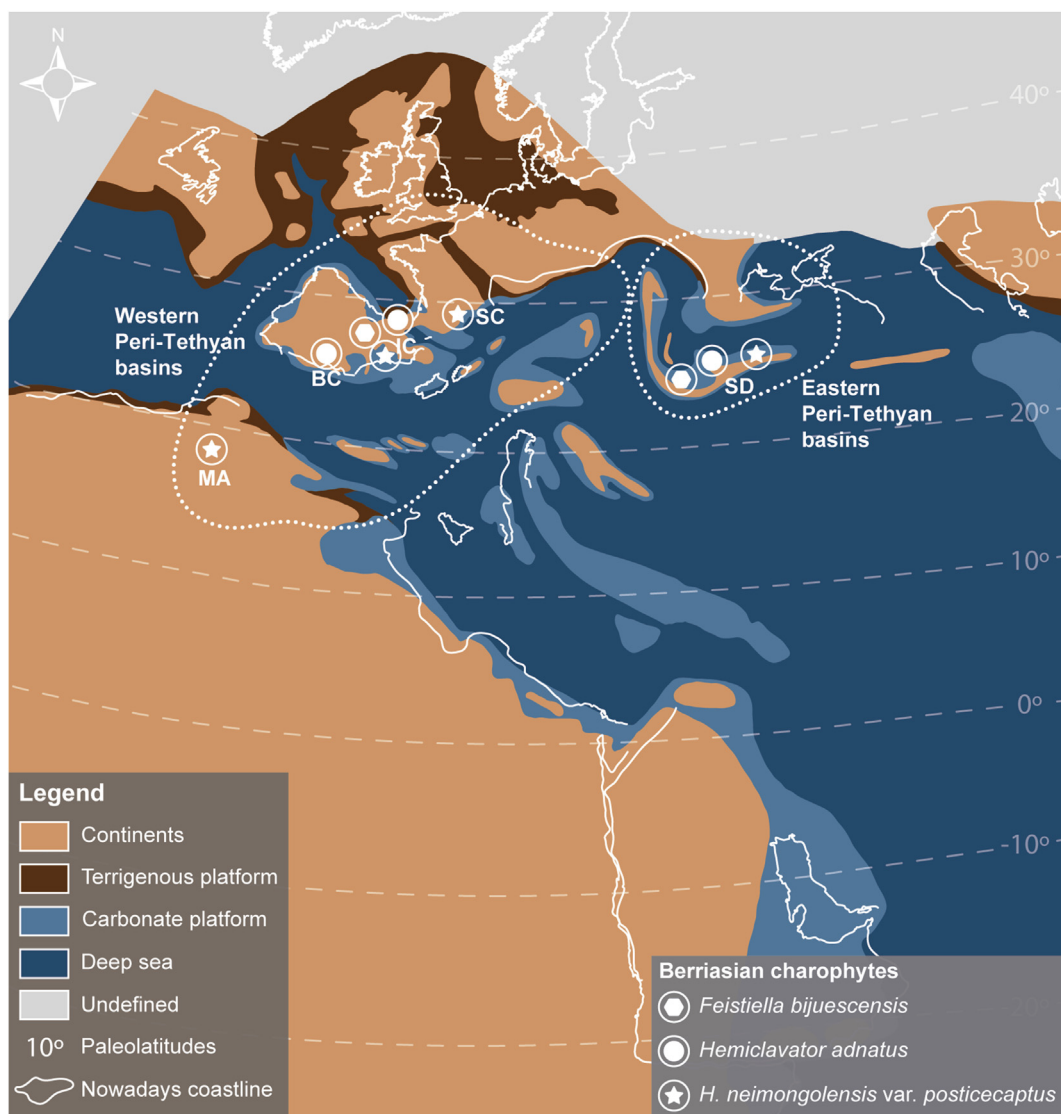 N
40º
30º
Western
Peri-Tethyan
basins
SC
IC
BC
SD
Eastern
Peri-Tethyan
basins
20º
MA
10º
0º
-10º
-20º
Legend
Continents
Terrigenous platform
Carbonate platform
Deep sea
Undefined
10º Paleolatitudes
Nowadays coastline
Berriasian charophytes
Feistiella bijuescensis
Hemiclavator adnatus
H. neimongolensis var. posticecaptus